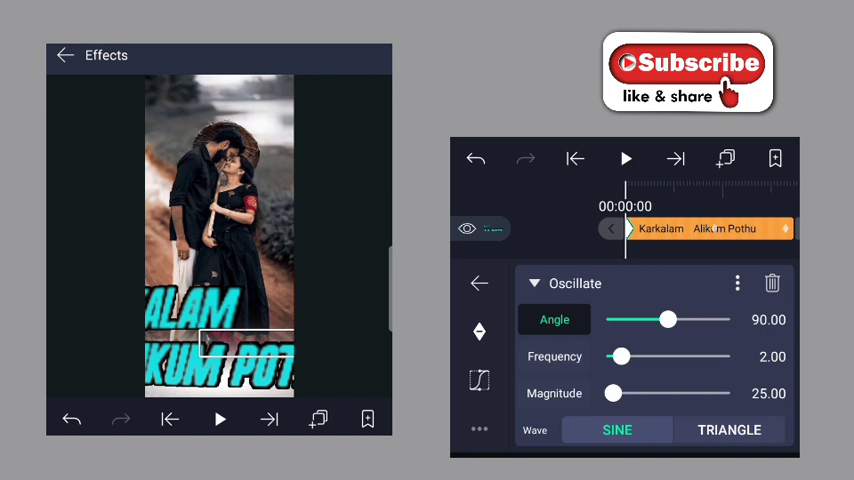 Effects
KALAM
IKUM POT
Subscribe
like & share
00:00:00
Karkalam Alikum Pothu
Oscillate
Angle 90.00
Frequency 2.00
Magnitude 25.00
Wave SINE TRIANGLE